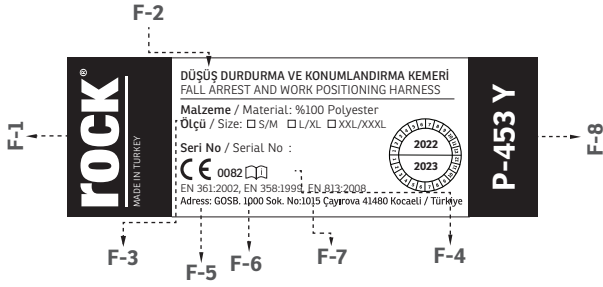 F-2
rock®
MADE IN TURKEY
DÜŞÜŞ DURDURMA VE KONUMLANDIRMA KEMERİ
FALL ARREST AND WORK POSITIONING HARNESS
Malzeme / Material: %100 Polyester
Ölçü / Size: ☐ S/M ☐ L/XL ☐ XXL/XXXL
Seri No / Serial No :
CE 0082 i
EN 361:2002, EN 358:1999, EN 813:2008
Adress: GOSB. 1000 Sok. No:1015 Çayırova 41480 Kocaeli / Türkiye
2022
2023
P-453 Y
F-1
F-8
F-3
F-5
F-6
F-7
F-4